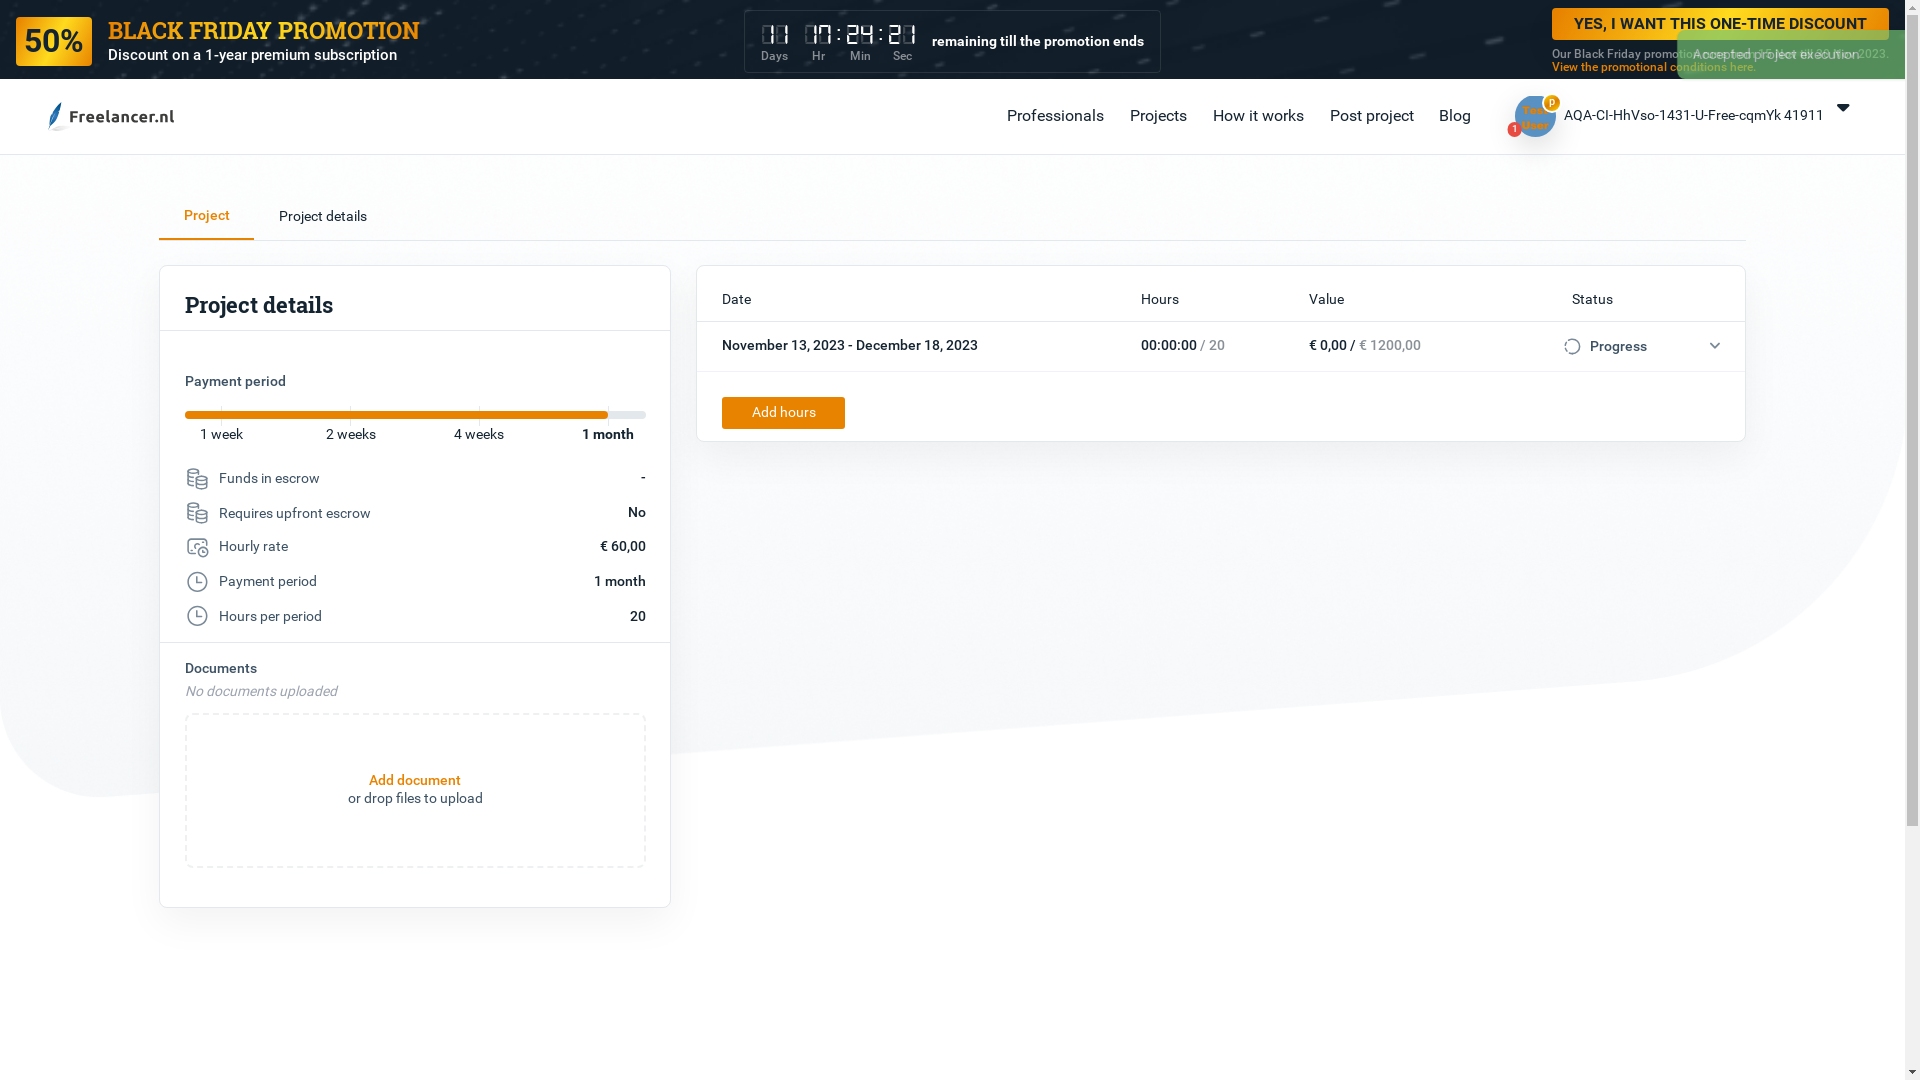 50%
BLACK FRIDAY PROMOTION
Discount on a 1-year premium subscription
11 17:24:21
Days Hr Min Sec
remaining till the promotion ends
YES, I WANT THIS ONE-TIME DISCOUNT
Our Black Friday promotion
2023.
View the promotional conditions here.
Accepted project execution
Freelancer.nl
Professionals
Projects
How it works
Post project
Blog
P
1
Test User
AQA-CI-HhVso-1431-U-Free-cqmYk 41911
Project
Project details
Project details
Payment period
1 week
2 weeks
4 weeks
1 month
Funds in escrow -
Requires upfront escrow No
Hourly rate € 60,00
Payment period 1 month
Hours per period 20
Documents
No documents uploaded
Add document
or drop files to upload
Date Hours Value Status
November 13, 2023 - December 18, 2023 00:00:00 / 20 € 0,00 / € 1200,00 Progress
Add hours